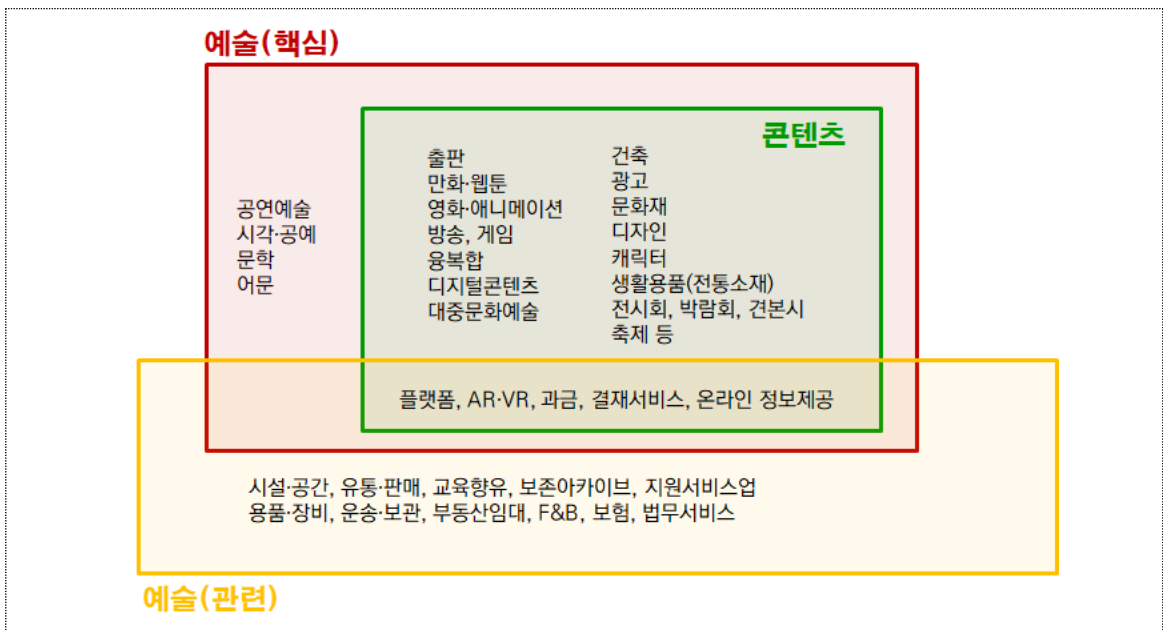 예술(핵심)
콘텐츠
공연예술
시각·공예
문학
어문
출판
만화·웹툰
영화·애니메이션
방송, 게임
융복합
디지털콘텐츠
대중문화예술
건축
광고
문화재
디자인
캐릭터
생활용품(전통소재)
전시회, 박람회, 견본시
축제 등
플랫폼, AR·VR, 과금, 결재서비스, 온라인 정보제공
시설·공간, 유통·판매, 교육향유, 보존아카이브, 지원서비스업
용품·장비, 운송·보관, 부동산임대, F&B, 보험, 법무서비스
예술(관련)